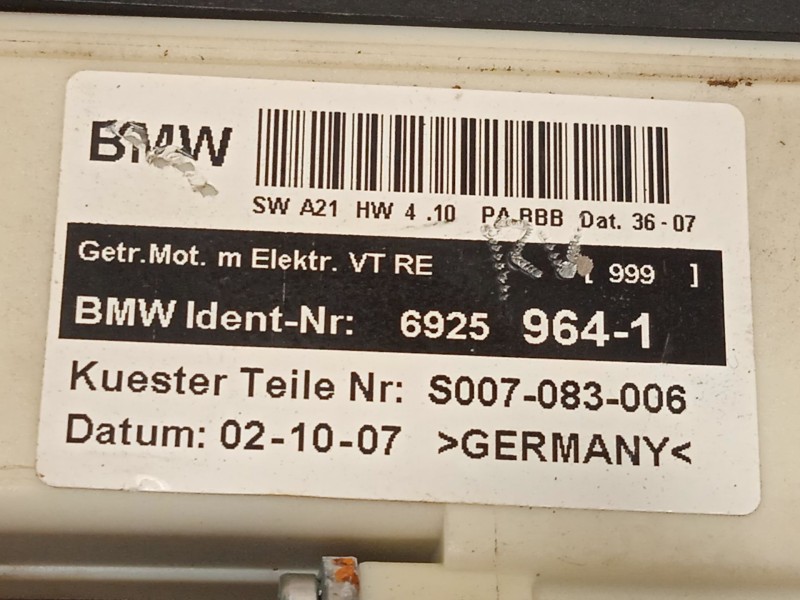 BMW
SW A21 HW 4 .10 PA-BBB Dat. 36-07
Getr.Mot. m Elektr. VT RE [ 999 ]
BMW Ident-Nr: 6925 964-1
Kuester Teile Nr: S007-083-006
Datum: 02-10-07 >GERMANY<